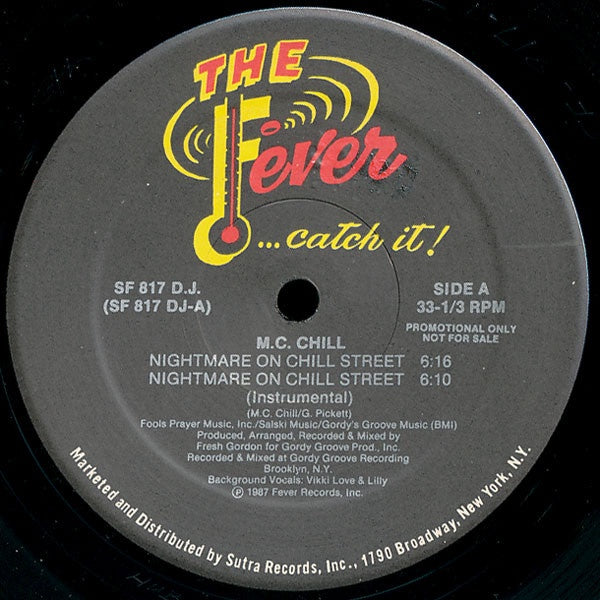 THE
Fever
...catch it!
SF 817 D.J.
(SF 817 DJ-A)
SIDE A
33-1/3 RPM
PROMOTIONAL ONLY
NOT FOR SALE
M.C. CHILL
NIGHTMARE ON CHILL STREET 6:16
NIGHTMARE ON CHILL STREET 6:10
(Instrumental)
(M.C. Chill/G. Pickett)
Fools Prayer Music, Inc./Salski Music/Gordy's Groove Music (BMI)
Produced, Arranged, Recorded & Mixed by
Fresh Gordon for Gordy Groove Prod., Inc.
Recorded & Mixed at Gordy Groove Recording
Brooklyn, N.Y.
Background Vocals: Vikki Love & Lilly
℗ 1987 Fever Records, Inc.
Marketed and Distributed by Sutra Records, Inc., 1790 Broadway, New York, N.Y.